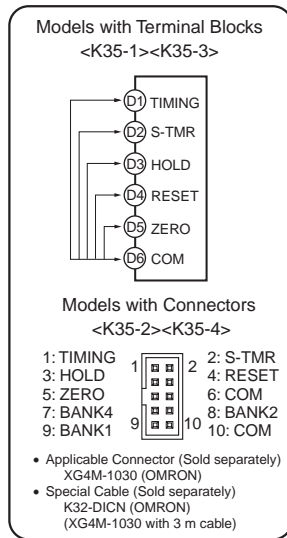 Models with Terminal Blocks
<K35-1><K35-3>
D1 TIMING
D2 S-TMR
D3 HOLD
D4 RESET
D5 ZERO
D6 COM
Models with Connectors
<K35-2><K35-4>
1: TIMING
3: HOLD
5: ZERO
7: BANK4
9: BANK1
1 2
9 10
2: S-TMR
4: RESET
6: COM
8: BANK2
10: COM
• Applicable Connector (Sold separately)
XG4M-1030 (OMRON)
• Special Cable (Sold separately)
K32-DICN (OMRON)
(XG4M-1030 with 3 m cable)